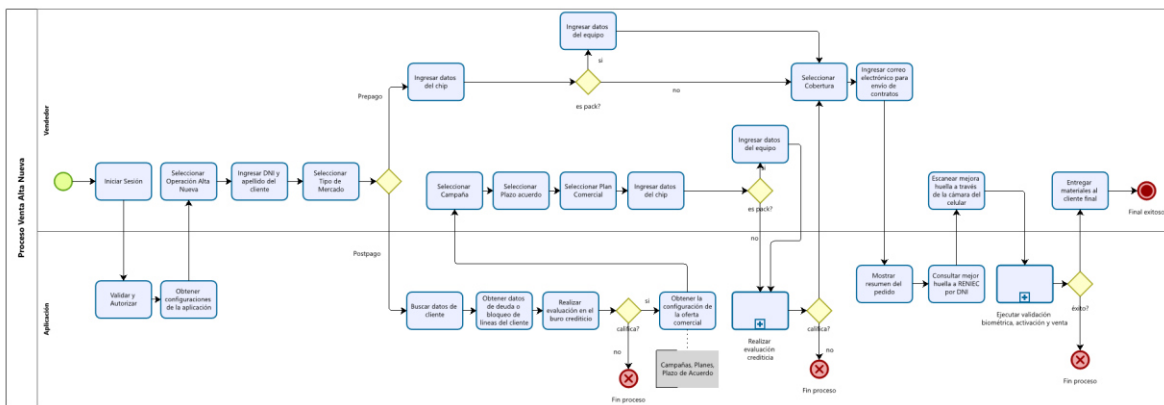 Proceso Venta Alta Nueva
Vendedor
Aplicación
Iniciar Sesión
Seleccionar
Operación Alta
Nueva
Ingresar DNI y
apellido del
cliente
Seleccionar
Tipo de
Mercado
Prepago
Postpago
Ingresar datos
del chip
es pack?
si
no
Ingresar datos
del equipo
Seleccionar
Cobertura
Ingresar correo
electrónico para
envío de
contratos
Seleccionar
Campaña
Seleccionar
Plazo acuerdo
Seleccionar Plan
Comercial
Ingresar datos
del chip
es pack?
si
no
Ingresar datos
del equipo
Escanear mejora
huella a través
de la cámara del
celular
Entregar
materiales al
cliente final
Final exitoso
Validar y
Autorizar
Obtener
configuraciones
de la aplicación
Buscar datos de
cliente
Obtener datos
de deuda o
bloqueo de
líneas del cliente
Realizar
evaluación en el
buro crediticio
califica?
si
no
Fin proceso
Obtener la
configuración de
la oferta
comercial
Campañas, Planes,
Plazo de Acuerdo
Realizar
evaluación
crediticia
califica?
no
Fin proceso
Mostrar
resumen del
pedido
Consultar mejor
huella a RENIEC
por DNI
Ejecutar validación
biométrica, activación y venta
éxito?
Fin proceso